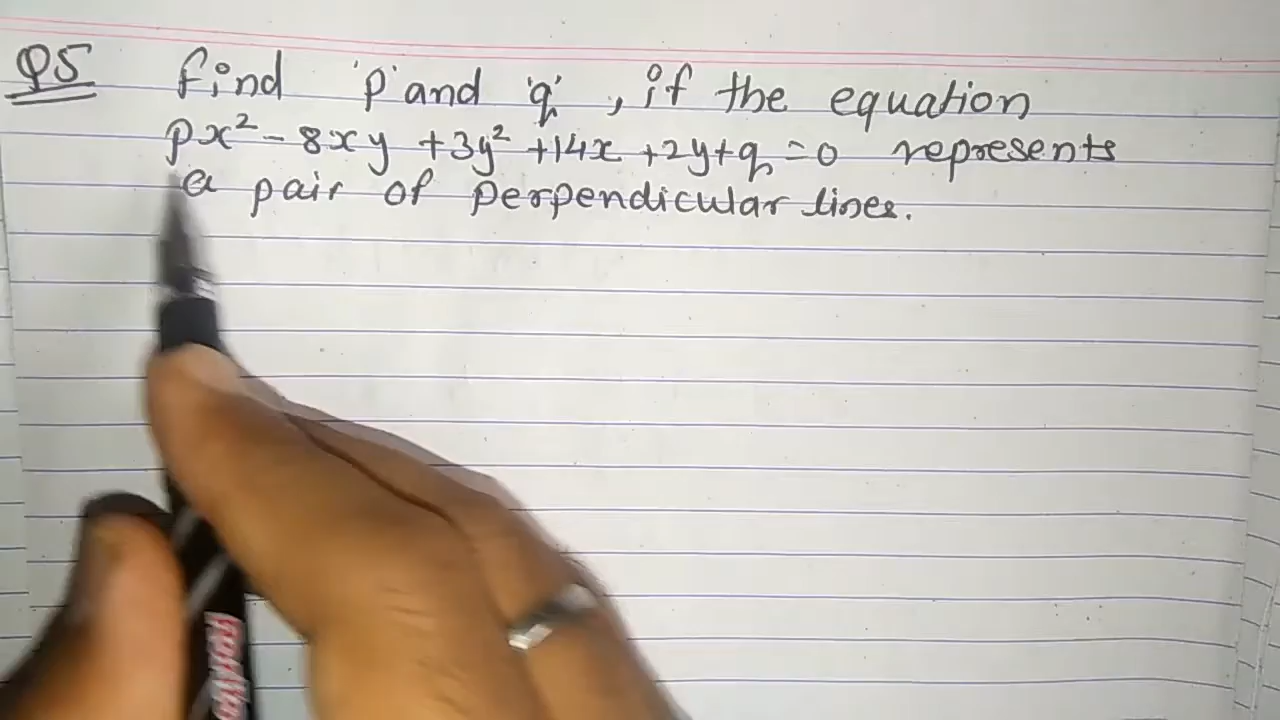 Q5 find 'p' and 'q', if the equation
px² - 8xy + 3y² + 14x + 2y + q = 0 represents
a pair of perpendicular lines.